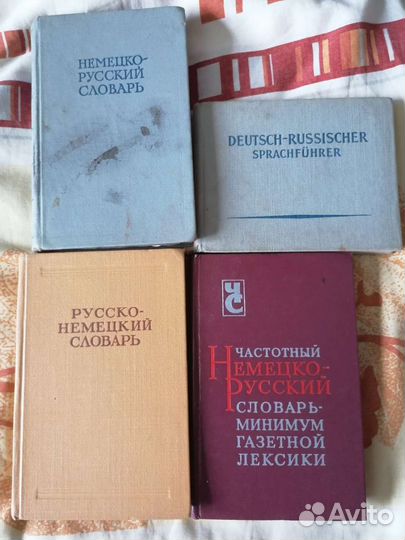 НЕМЕЦКО-
РУССКИЙ
СЛОВАРЬ
DEUTSCH-RUSSISCHER
SPRACHFÜHRER
РУССКО-
НЕМЕЦКИЙ
СЛОВАРЬ
ЧС
ЧАСТОТНЫЙ
НЕМЕЦКО-
РУССКИЙ
СЛОВАРЬ-
МИНИМУМ
ГАЗЕТНОЙ
ЛЕКСИКИ
Avito